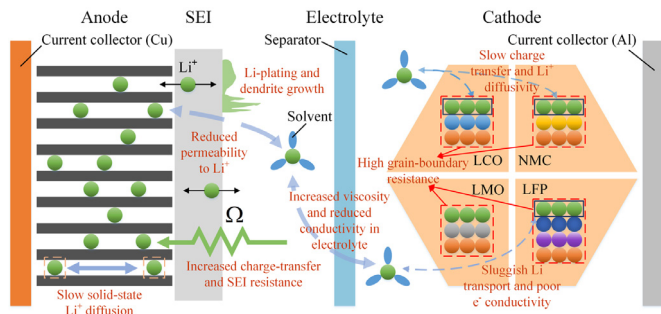 Anode
SEI
Electrolyte
Cathode
Current collector (Cu)
Separator
Current collector (Al)
Li⁺
Li-plating and
dendrite growth
Slow charge
transfer and Li⁺
diffusivity
Solvent
Reduced
permeability
to Li⁺
LCO
NMC
High grain-boundary
resistance
LMO
LFP
Increased viscosity
and reduced
conductivity in
electrolyte
Ω
Increased charge-transfer
and SEI resistance
Slow solid-state
Li⁺ diffusion
Sluggish Li
transport and poor
e⁻ conductivity